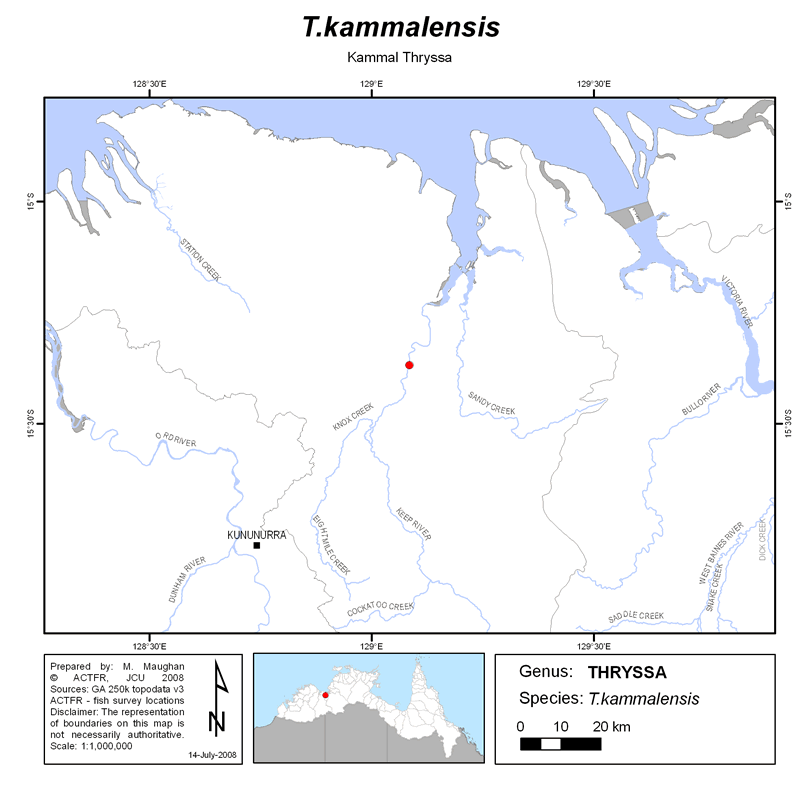 T.kammalensis
Kammal Thryssa
128°30'E
129°E
129°30'E
15°S
15°S
STATION CREEK
VICTORIA RIVER
KNOX CREEK
SANDY CREEK
BULLO RIVER
15°30'S
15°30'S
ORD RIVER
KEEP RIVER
EIGHTMILE CREEK
KUNUNURRA
DUNHAM RIVER
WEST BAINES RIVER
SNAKE CREEK
DICK CREEK
COCKATOO CREEK
SADDLE CREEK
128°30'E
129°E
129°30'E
Prepared by: M. Maughan
© ACTFR, JCU 2008
Sources: GA 250k topodata v3
ACTFR - fish survey locations
Disclaimer: The representation
of boundaries on this map is
not necessarily authoritative.
Scale: 1:1,000,000
N
14-July-2008
Genus: THRYSSA
Species: T.kammalensis
0 10 20 km